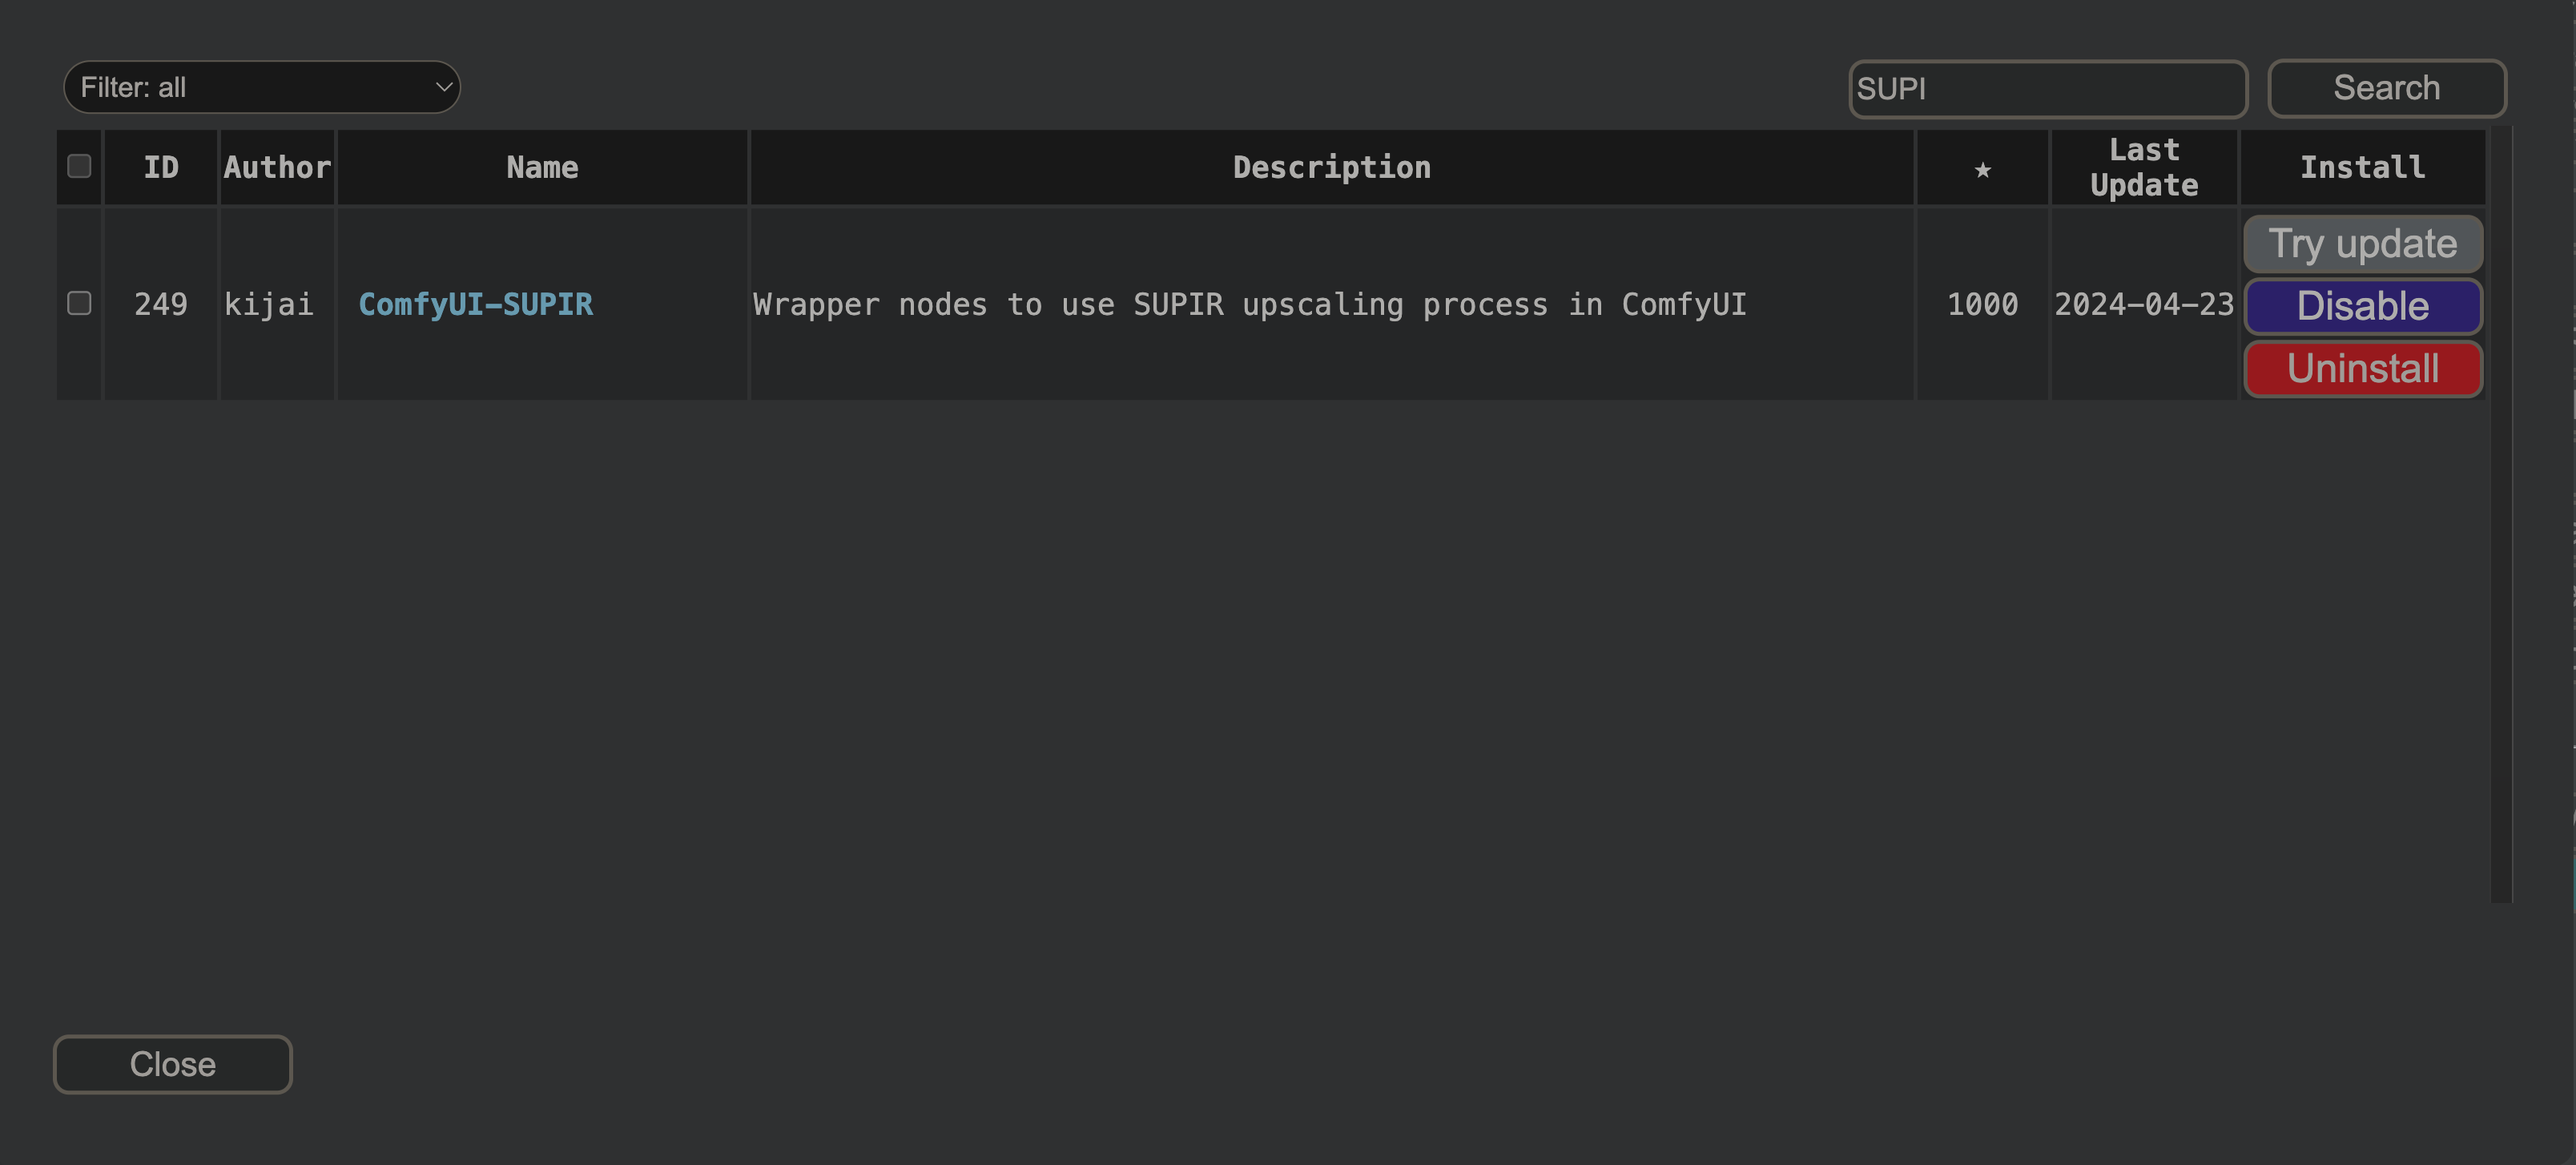 Filter: all
SUPI
Search
ID
Author
Name
Description
★
Last
Update
Install
249
kijai
ComfyUI-SUPIR
Wrapper nodes to use SUPIR upscaling process in ComfyUI
1000
2024-04-23
Try update
Disable
Uninstall
Close